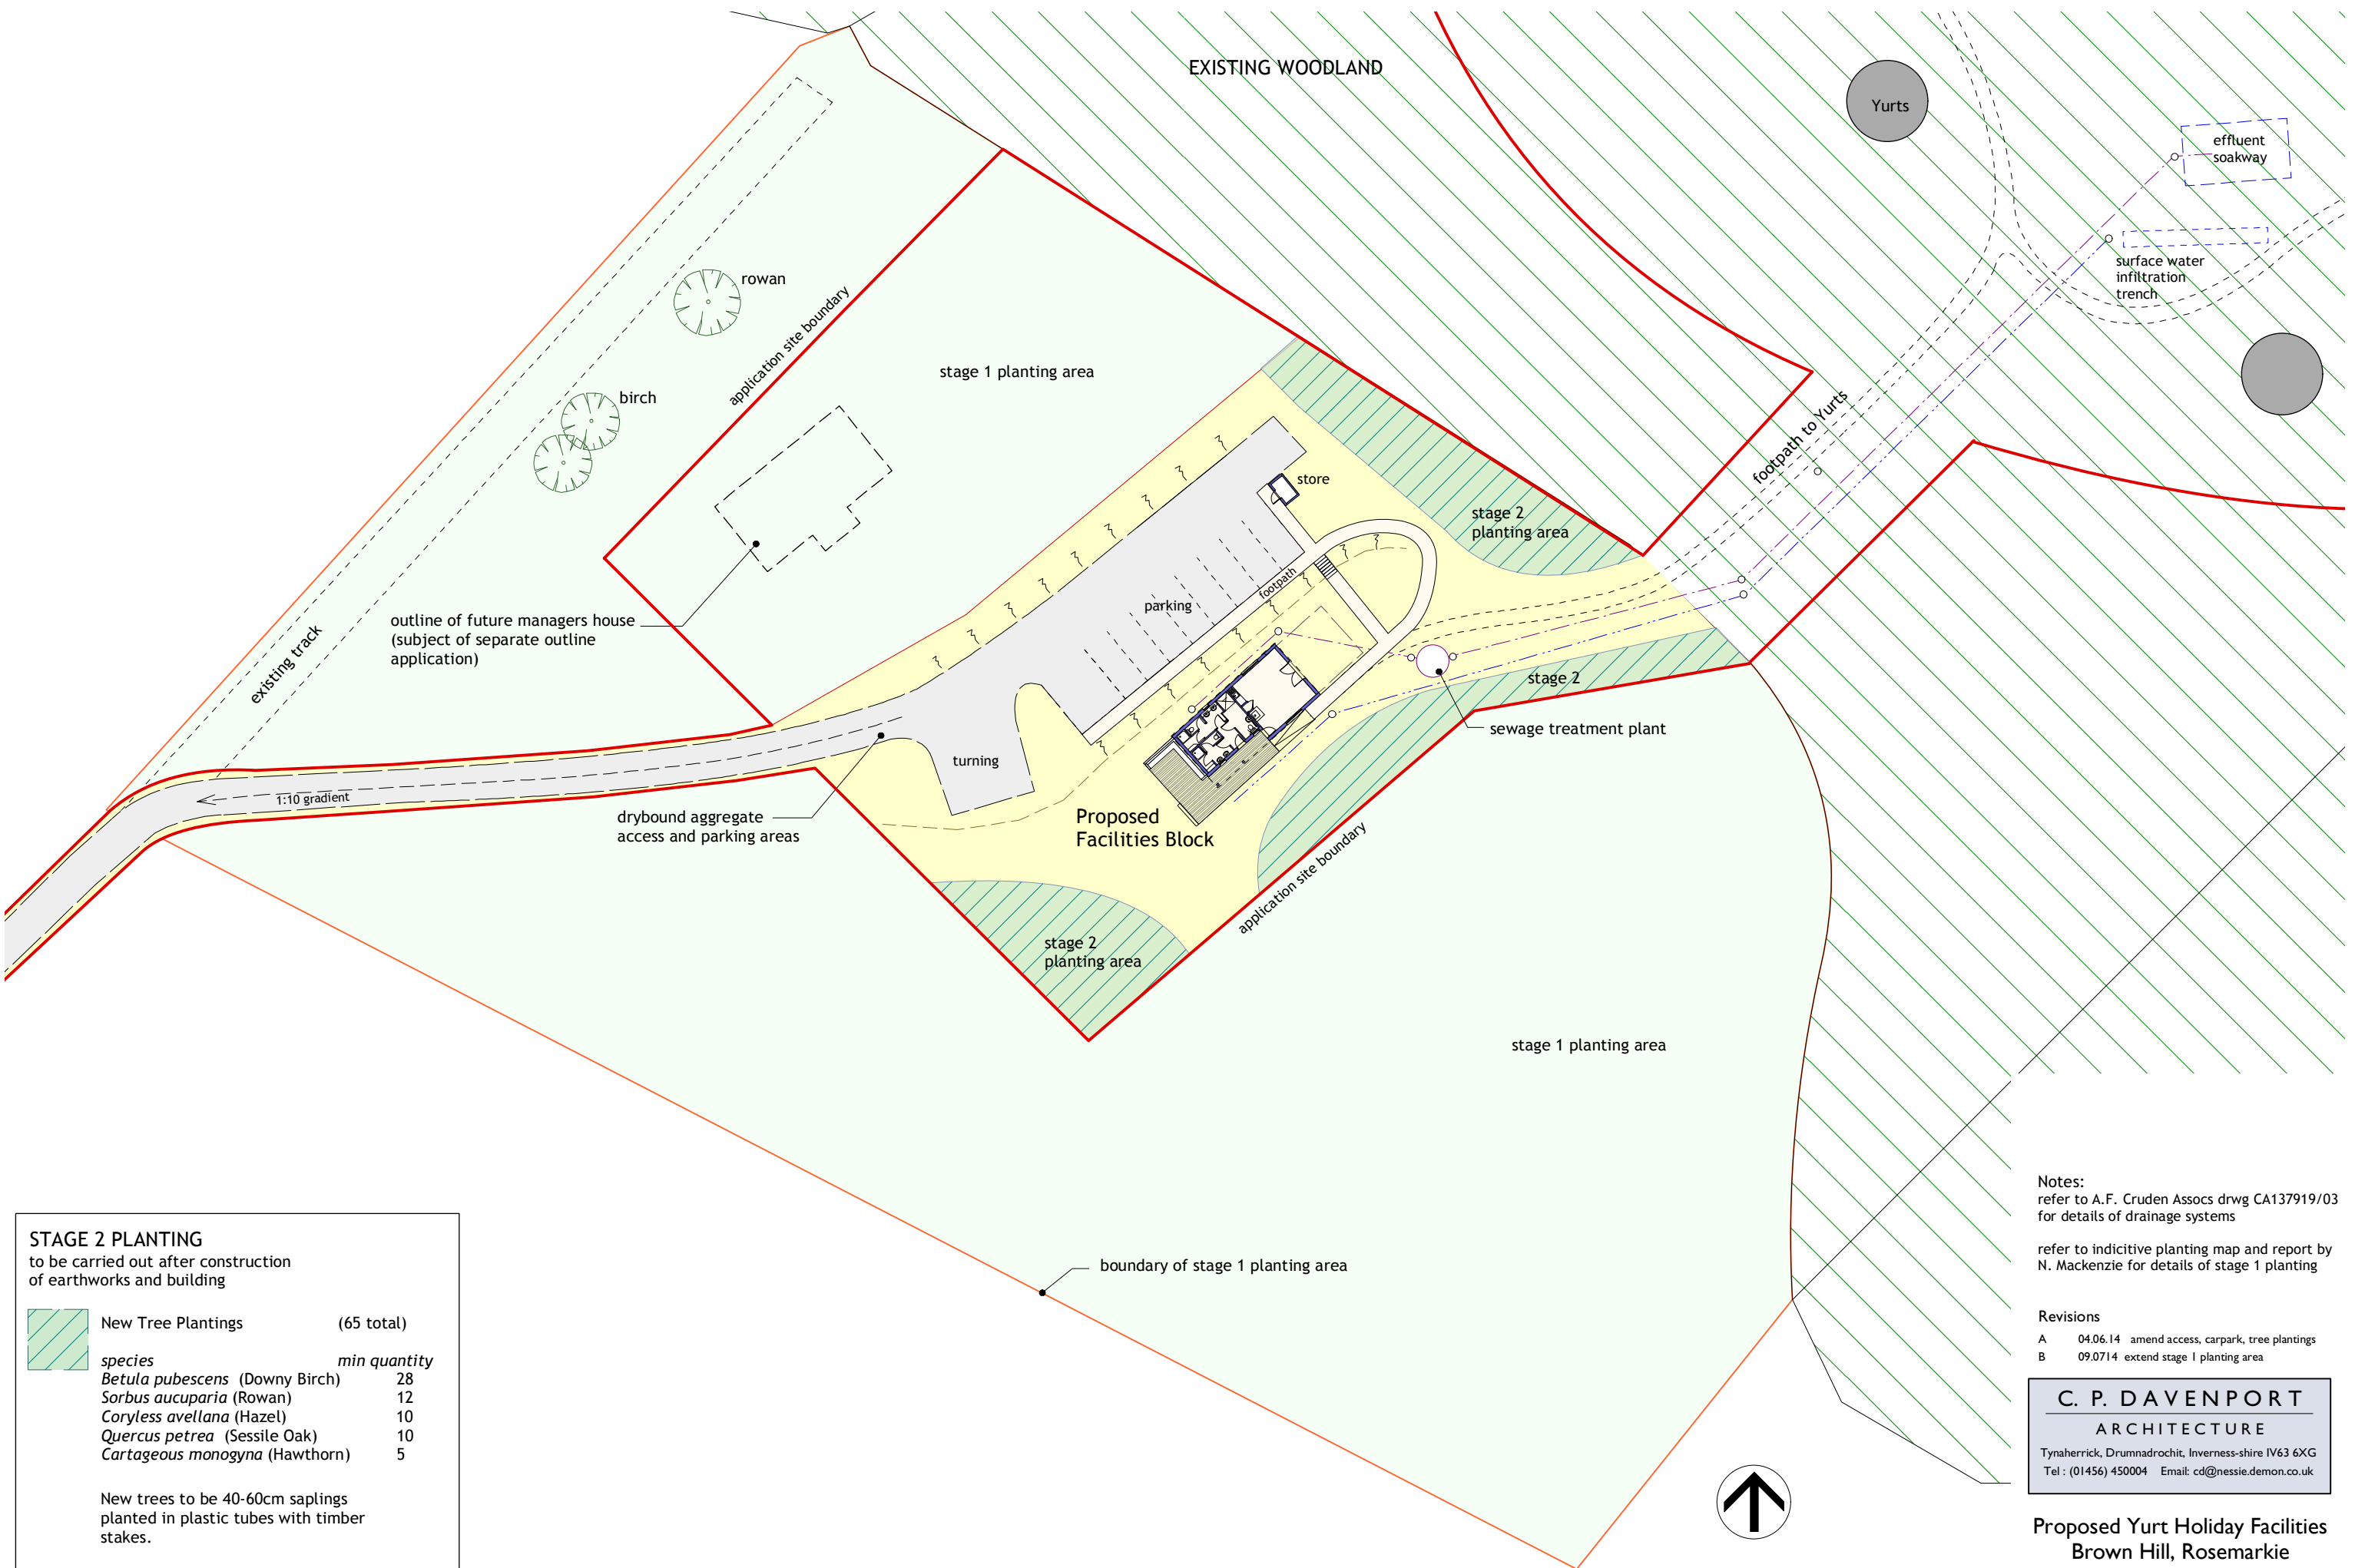 EXISTING WOODLAND
Yurts
effluent
soakway
surface water
infiltration
trench
rowan
application site boundary
birch
stage 1 planting area
footpath to Yurts
store
stage 2
planting area
footpath
parking
outline of future managers house
(subject of separate outline
application)
existing track
stage 2
sewage treatment plant
turning
1:10 gradient
drybound aggregate
access and parking areas
Proposed
Facilities Block
application site boundary
stage 2
planting area
stage 1 planting area
boundary of stage 1 planting area
STAGE 2 PLANTING
to be carried out after construction
of earthworks and building
New Tree Plantings (65 total)
species min quantity
Betula pubescens (Downy Birch) 28
Sorbus aucuparia (Rowan) 12
Coryless avellana (Hazel) 10
Quercus petrea (Sessile Oak) 10
Cartageous monogyna (Hawthorn) 5
New trees to be 40-60cm saplings
planted in plastic tubes with timber
stakes.
Notes:
refer to A.F. Cruden Assocs drwg CA137919/03
for details of drainage systems
refer to indicitive planting map and report by
N. Mackenzie for details of stage 1 planting
Revisions
A 04.06.14 amend access, carpark, tree plantings
B 09.0714 extend stage 1 planting area
C. P. DAVENPORT
ARCHITECTURE
Tynaherrick, Drumnadrochit, Inverness-shire IV63 6XG
Tel : (01456) 450004 Email: cd@nessie.demon.co.uk
Proposed Yurt Holiday Facilities
Brown Hill, Rosemarkie